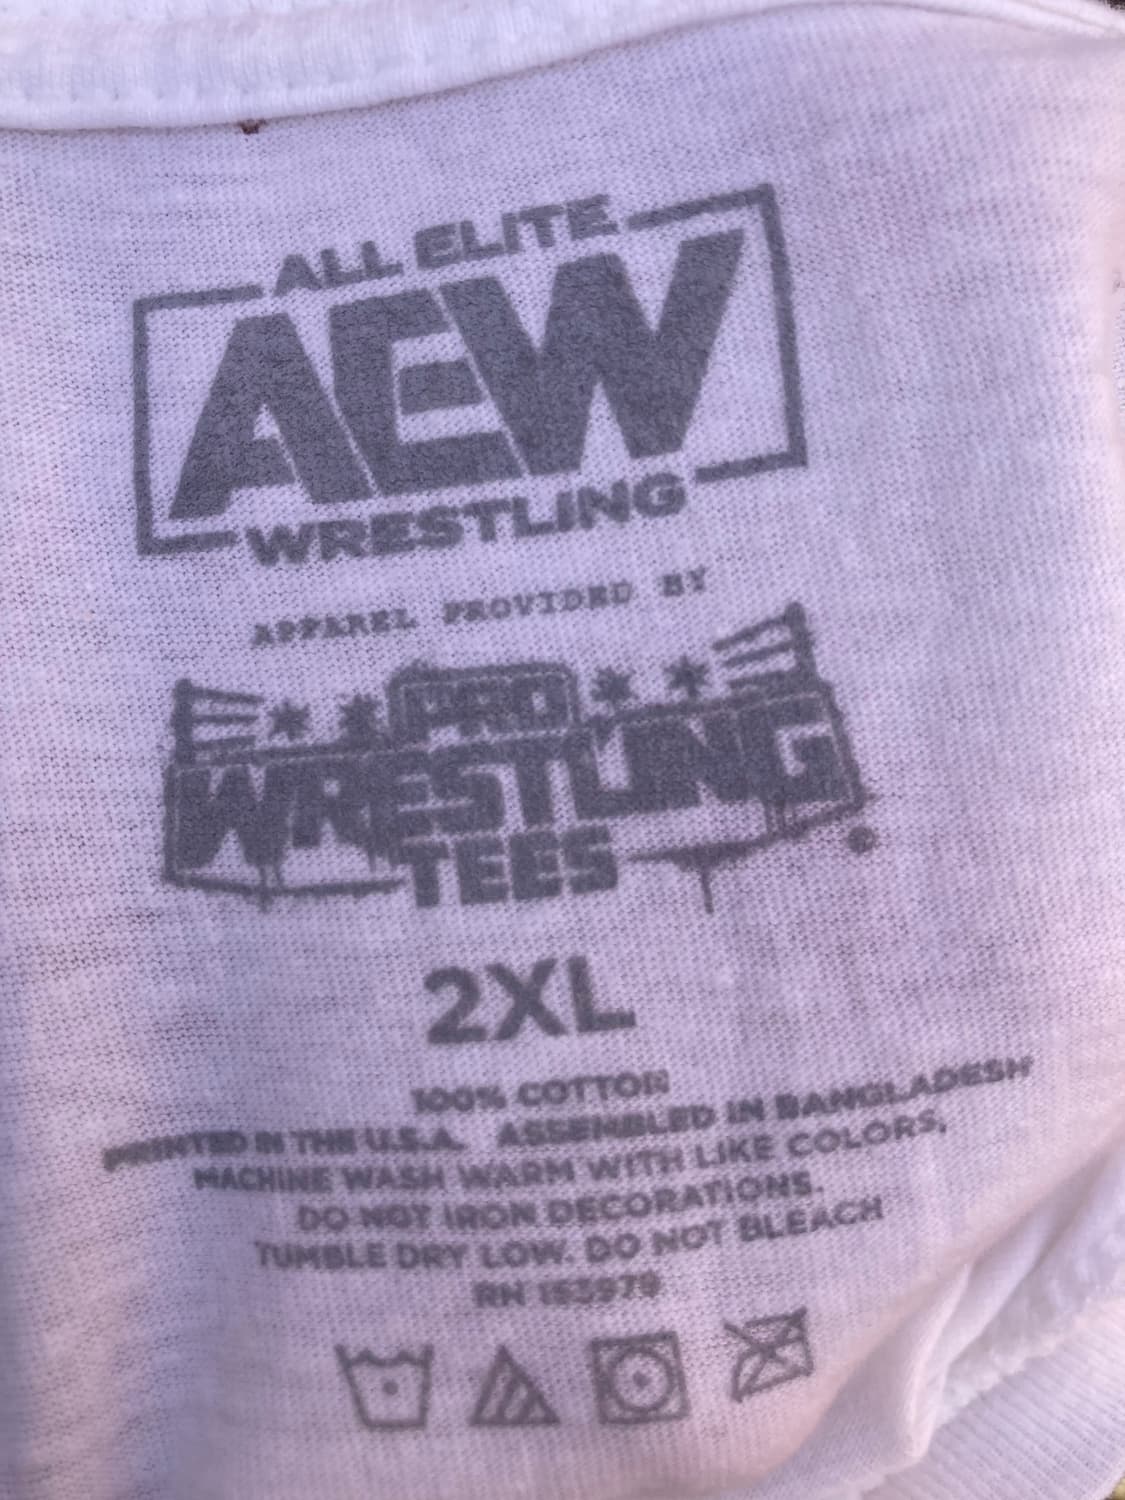 ALL ELITE
AEW
WRESTLING
APPAREL PROVIDED BY
PRO
WRESTLING
TEES
2XL
100% COTTON
PRINTED IN THE U.S.A. ASSEMBLED IN BANGLADESH
MACHINE WASH WARM WITH LIKE COLORS,
DO NOT IRON DECORATIONS.
TUMBLE DRY LOW. DO NOT BLEACH
RN